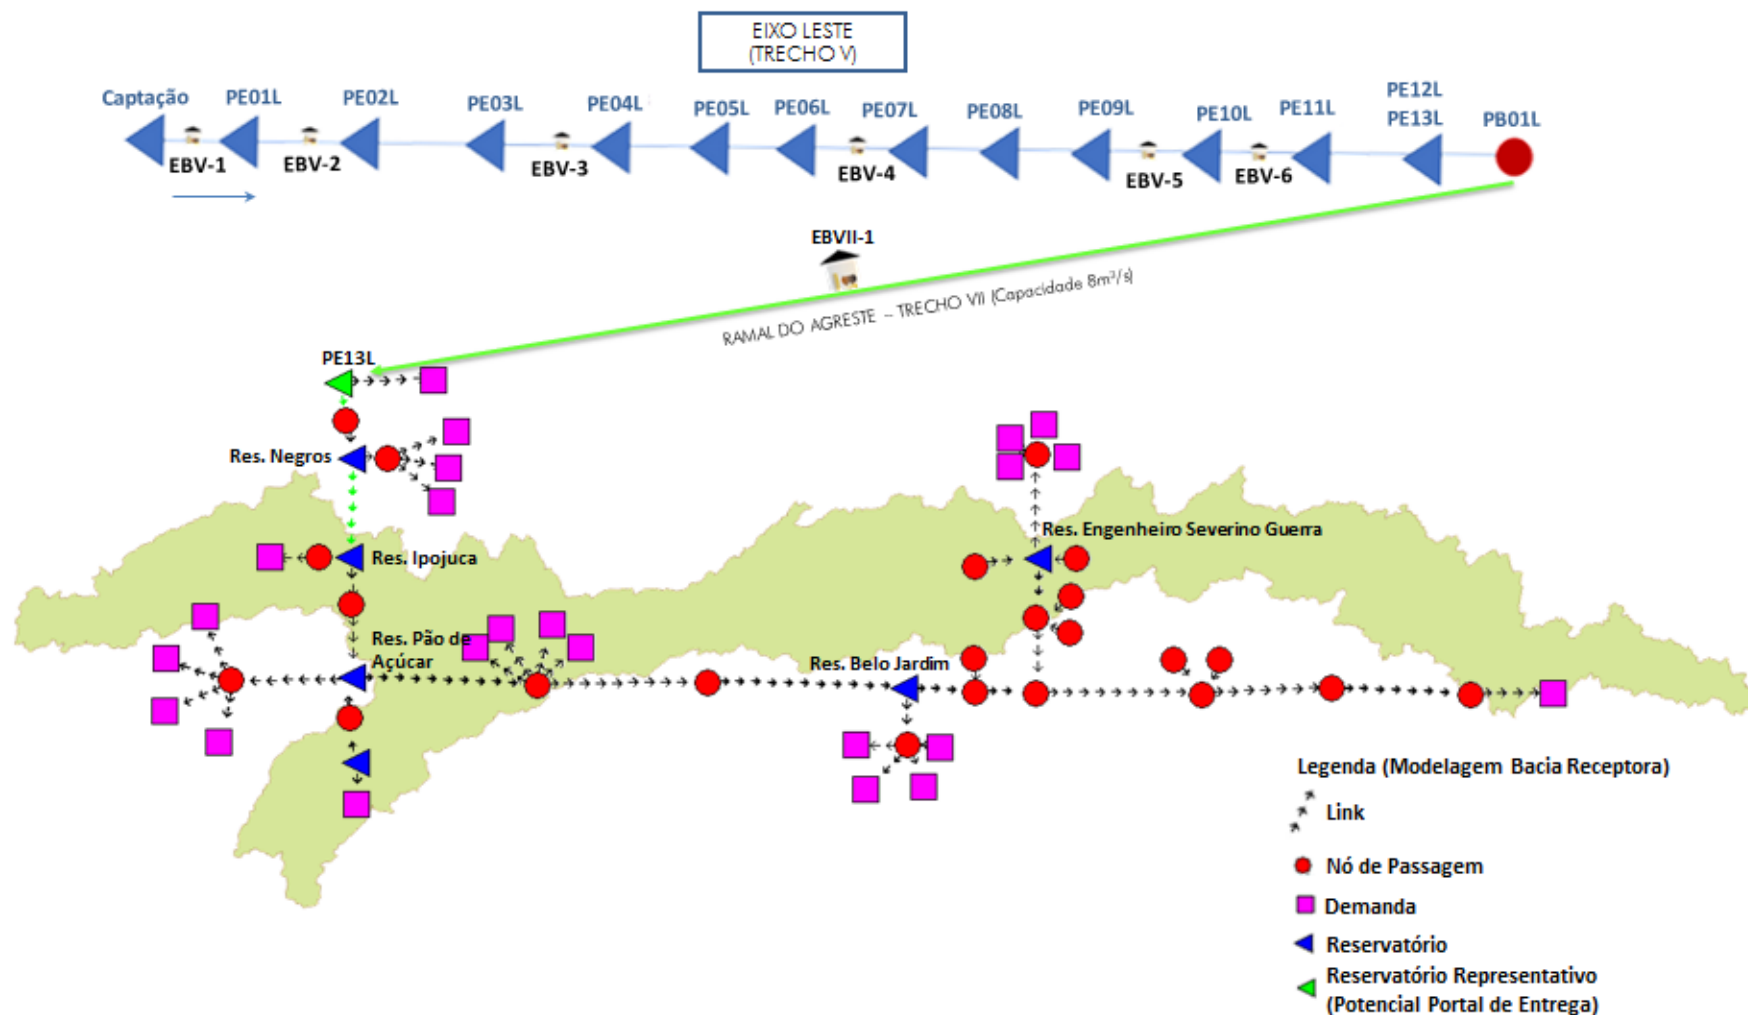 EIXO LESTE
(TRECHO V)
Captação
PE01L
PE02L
PE03L
PE04L
PE05L
PE06L
PE07L
PE08L
PE09L
PE10L
PE11L
PE12L
PE13L
PB01L
EBV-1
EBV-2
EBV-3
EBV-4
EBV-5
EBV-6
EBVII-1
RAMAL DO AGRESTE – TRECHO VII (Capacidade 8m³/s)
PE13L
Res. Negros
Res. Engenheiro Severino Guerra
Res. Ipojuca
Res. Pão de
Açúcar
Res. Belo Jardim
Legenda (Modelagem Bacia Receptora)
Link
Nó de Passagem
Demanda
Reservatório
Reservatório Representativo
(Potencial Portal de Entrega)